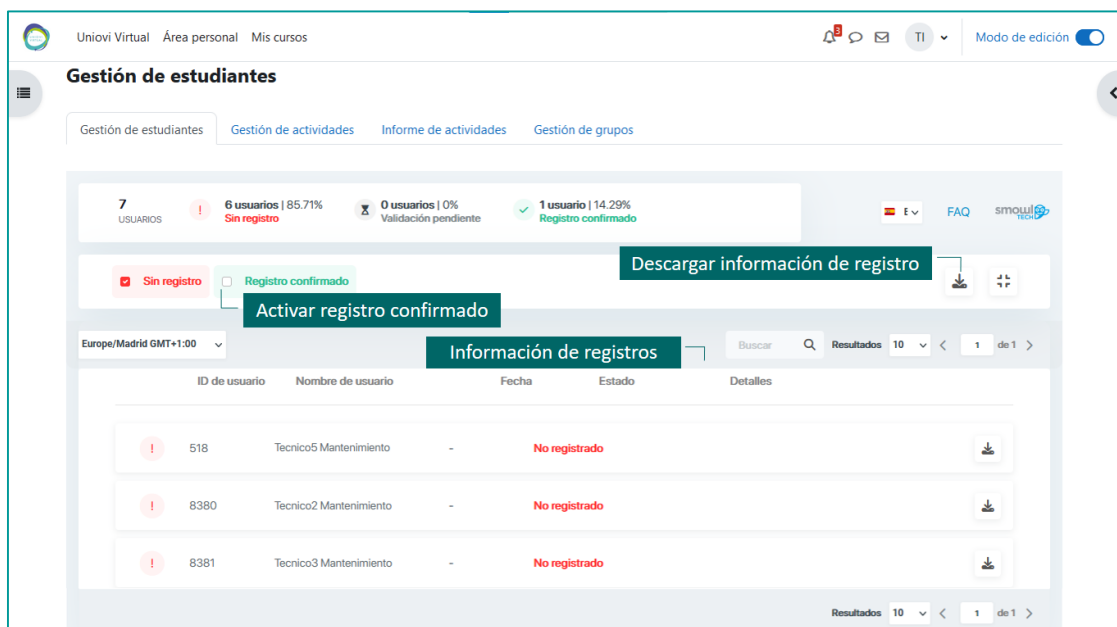 Uniovi Virtual Área personal Mis cursos
3
TI
Modo de edición
Gestión de estudiantes
Gestión de estudiantes Gestión de actividades Informe de actividades Gestión de grupos
7
USUARIOS
! 6 usuarios | 85.71%
Sin registro
0 usuarios | 0%
Validación pendiente
1 usuario | 14.29%
Registro confirmado
E
FAQ
smowl
TECH
Descargar información de registro
Sin registro Registro confirmado
Activar registro confirmado
Información de registros
Europe/Madrid GMT+1:00
Buscar
Resultados 10 < 1 de 1 >
ID de usuario Nombre de usuario Fecha Estado Detalles
! 518 Tecnico5 Mantenimiento - No registrado
! 8380 Tecnico2 Mantenimiento - No registrado
! 8381 Tecnico3 Mantenimiento - No registrado
Resultados 10 < 1 de 1 >